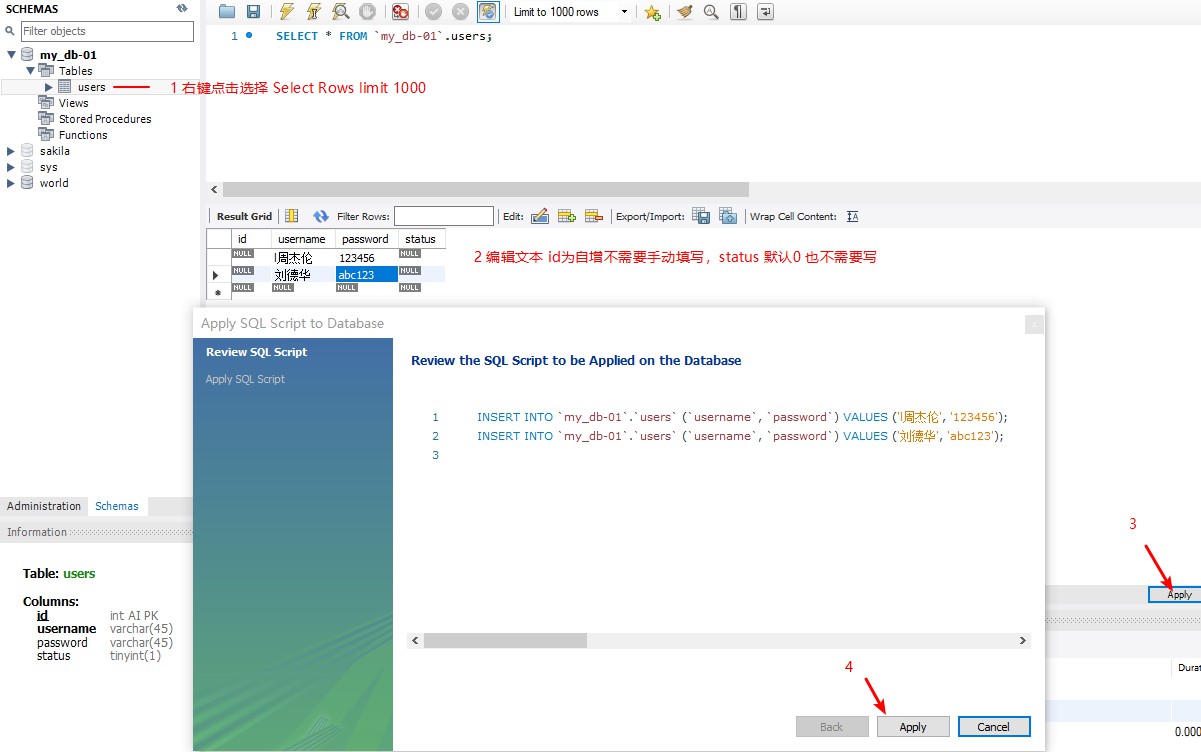 SCHEMAS
Filter objects
my_db-01
Tables
users
Views
Stored Procedures
Functions
sakila
sys
world
Limit to 1000 rows
1 SELECT * FROM `my_db-01`.users;
1 右键点击选择 Select Rows limit 1000
Result Grid Filter Rows: Edit: Export/Import: Wrap Cell Content:
id username password status
NULL l周杰伦 123456 NULL
NULL 刘德华 abc123 NULL
NULL NULL NULL NULL
2 编辑文本 id为自增不需要手动填写，status 默认0 也不需要写
Apply SQL Script to Database
Review SQL Script
Apply SQL Script
Review the SQL Script to be Applied on the Database
1 INSERT INTO `my_db-01`.`users` (`username`, `password`) VALUES ('l周杰伦', '123456');
2 INSERT INTO `my_db-01`.`users` (`username`, `password`) VALUES ('刘德华', 'abc123');
3
4
Back Apply Cancel
Administration Schemas
Information
Table: users
Columns:
id int AI PK
username varchar(45)
password varchar(45)
status tinyint(1)
3
Apply
Durat
0.000